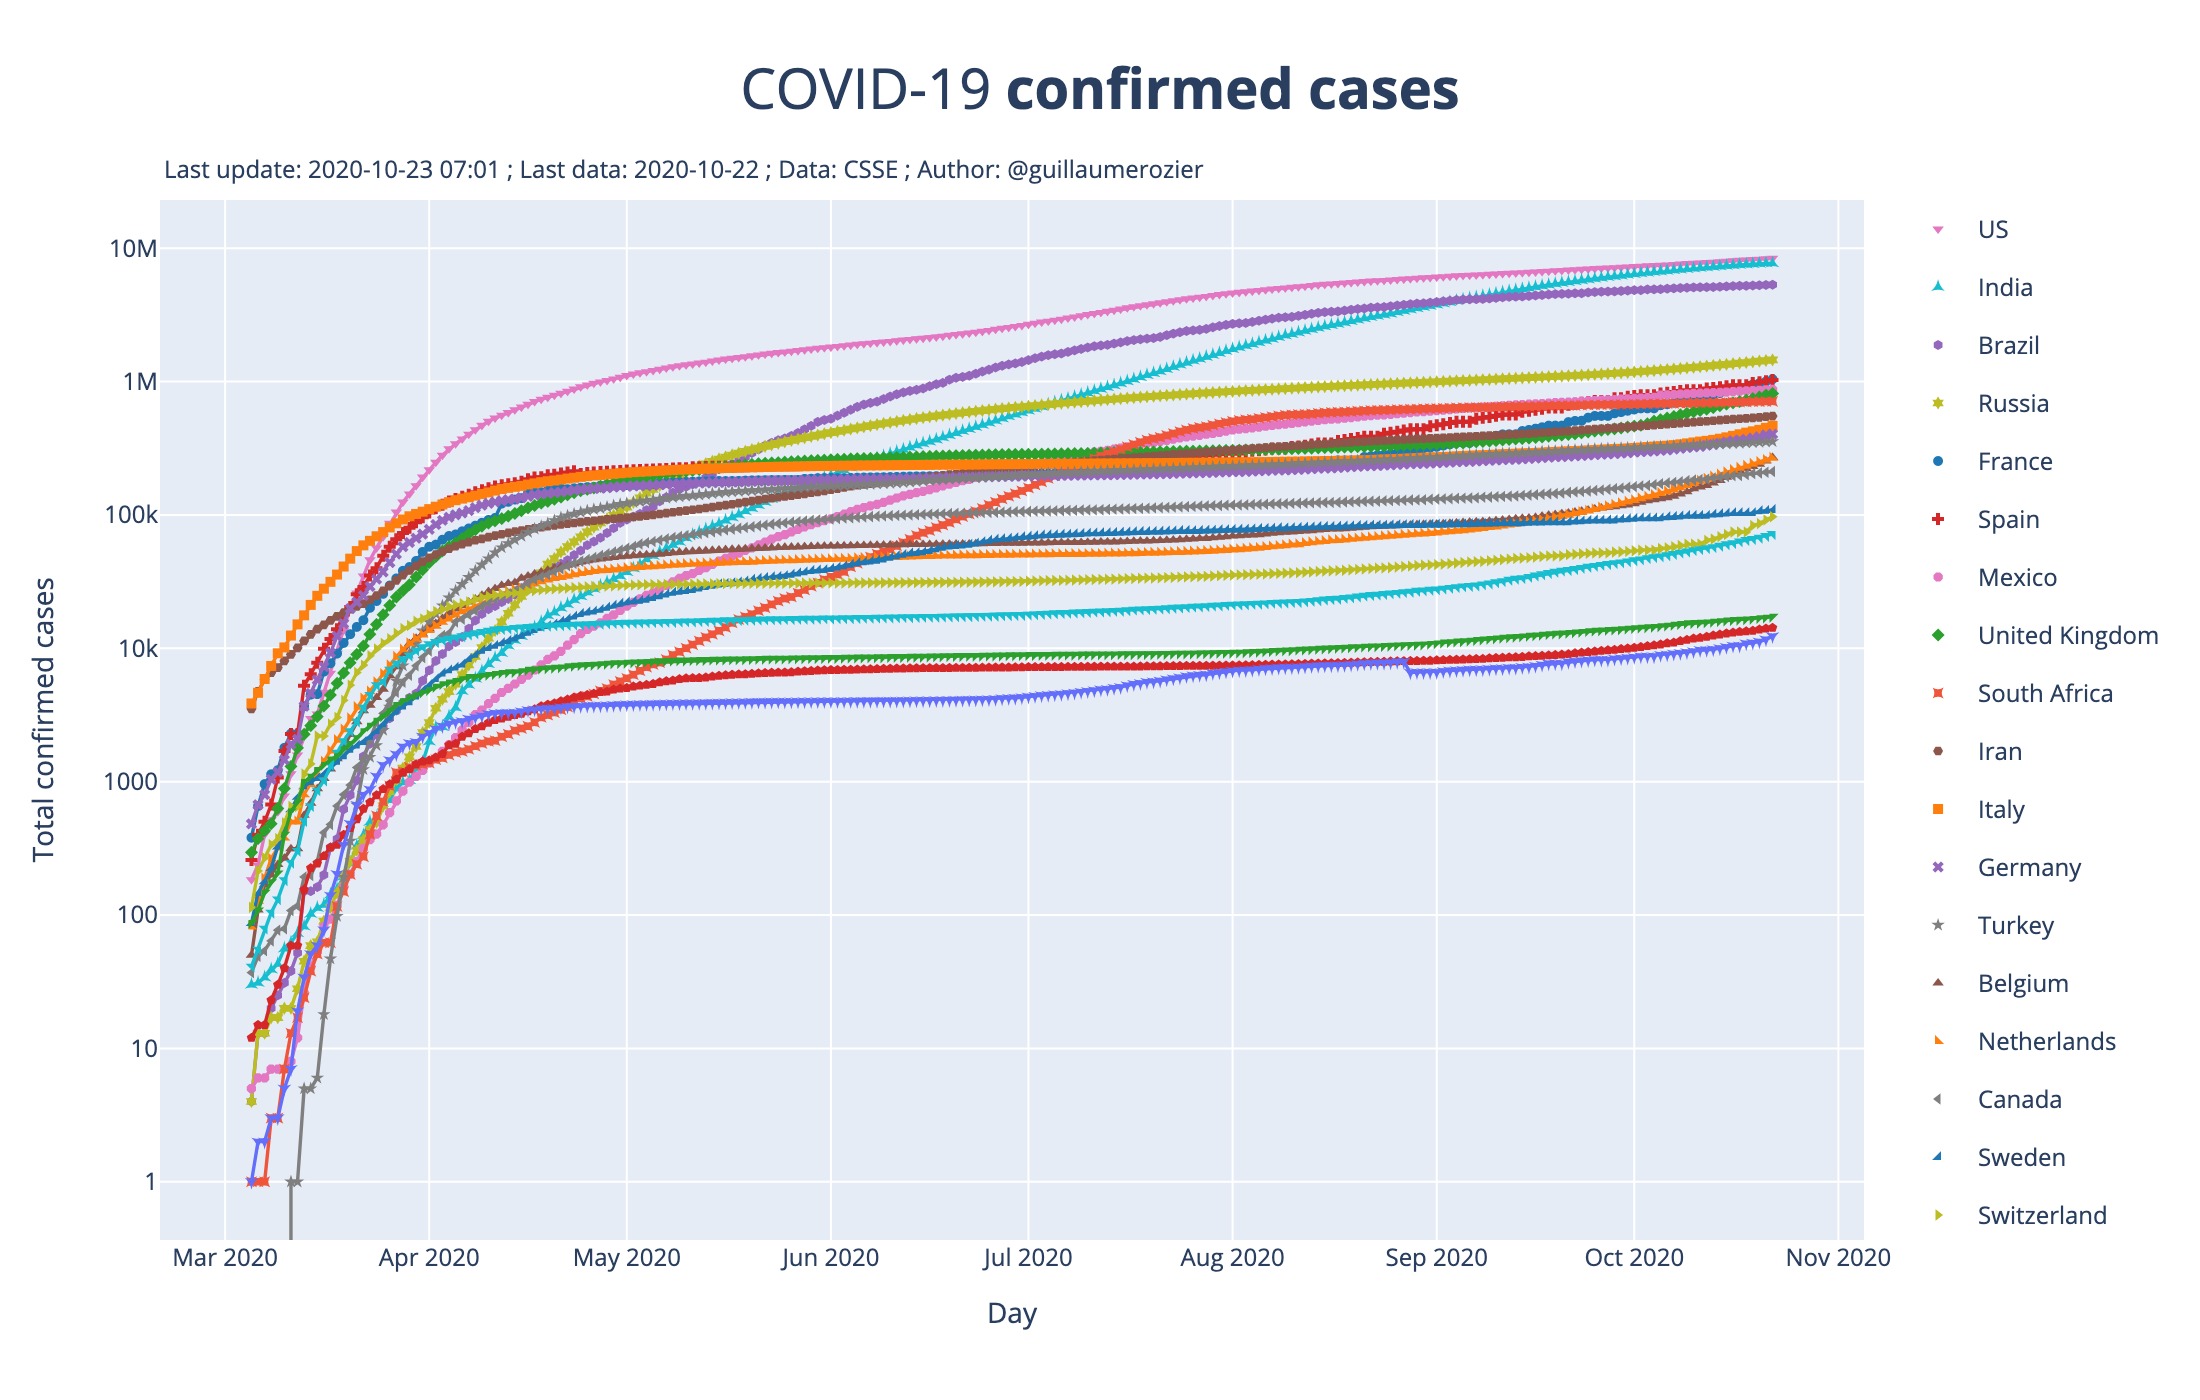 COVID-19 confirmed cases
Last update: 2020-10-23 07:01 ; Last data: 2020-10-22 ; Data: CSSE ; Author: @guillaumerozier
Total confirmed cases
10M
1M
100k
10k
1000
100
10
1
Mar 2020 Apr 2020 May 2020 Jun 2020 Jul 2020 Aug 2020 Sep 2020 Oct 2020 Nov 2020
Day
US
India
Brazil
Russia
France
Spain
Mexico
United Kingdom
South Africa
Iran
Italy
Germany
Turkey
Belgium
Netherlands
Canada
Sweden
Switzerland